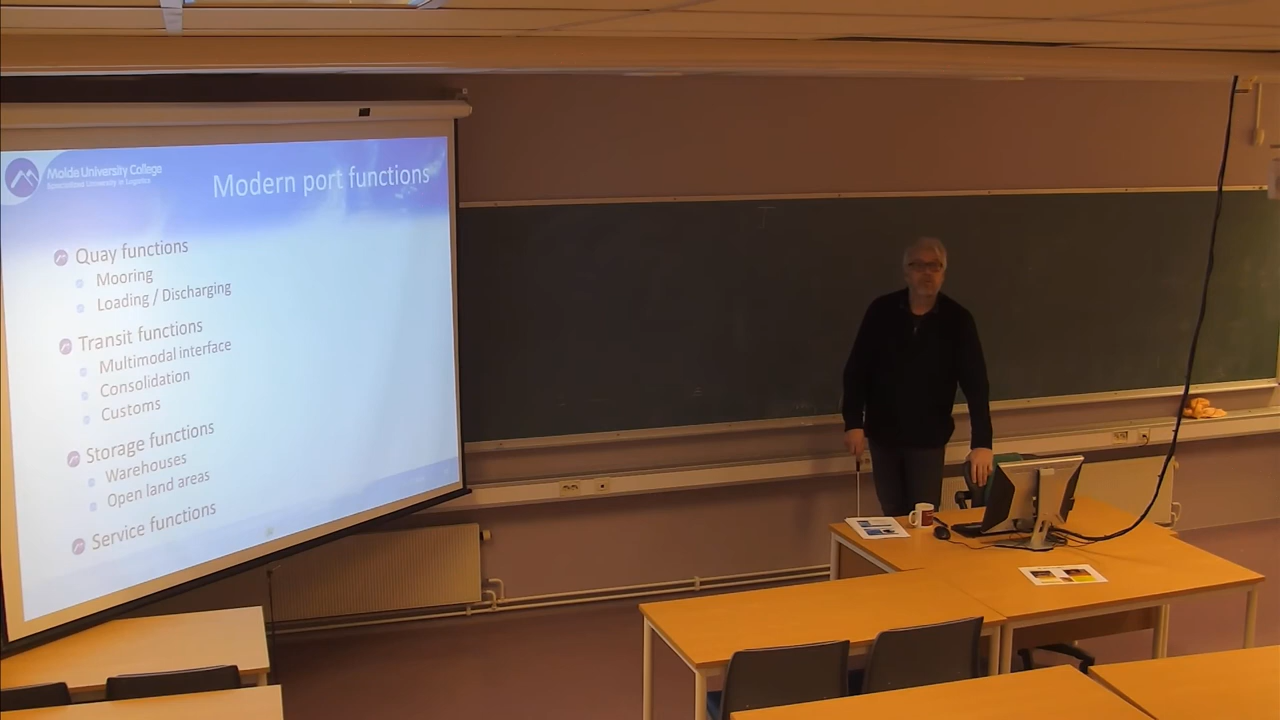 Molde University College
Specialized University in Logistics
Modern port functions
Quay functions
Mooring
Loading / Discharging
Transit functions
Multimodal interface
Consolidation
Customs
Storage functions
Warehouses
Open land areas
Service functions